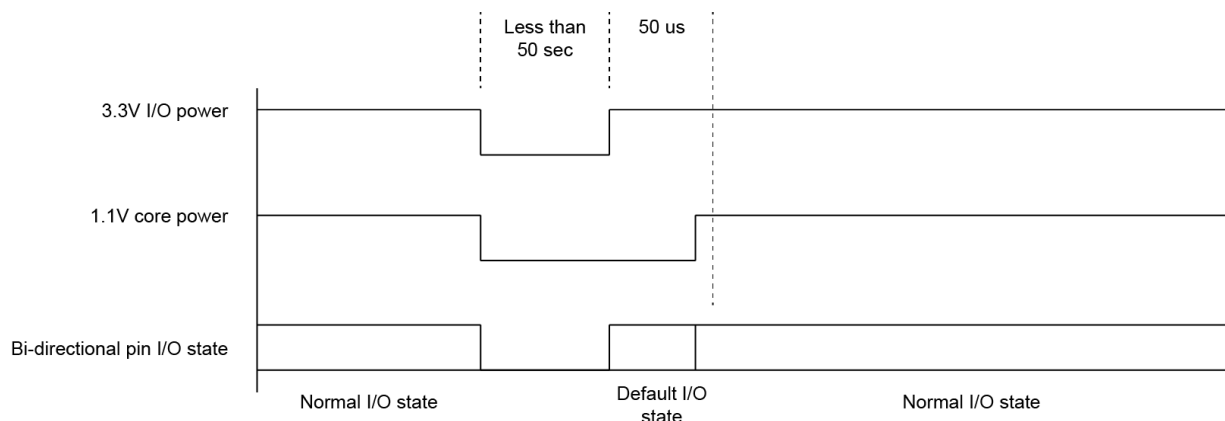 Less than
50 sec
50 us
3.3V I/O power
1.1V core power
Bi-directional pin I/O state
Normal I/O state
Default I/O
state
Normal I/O state